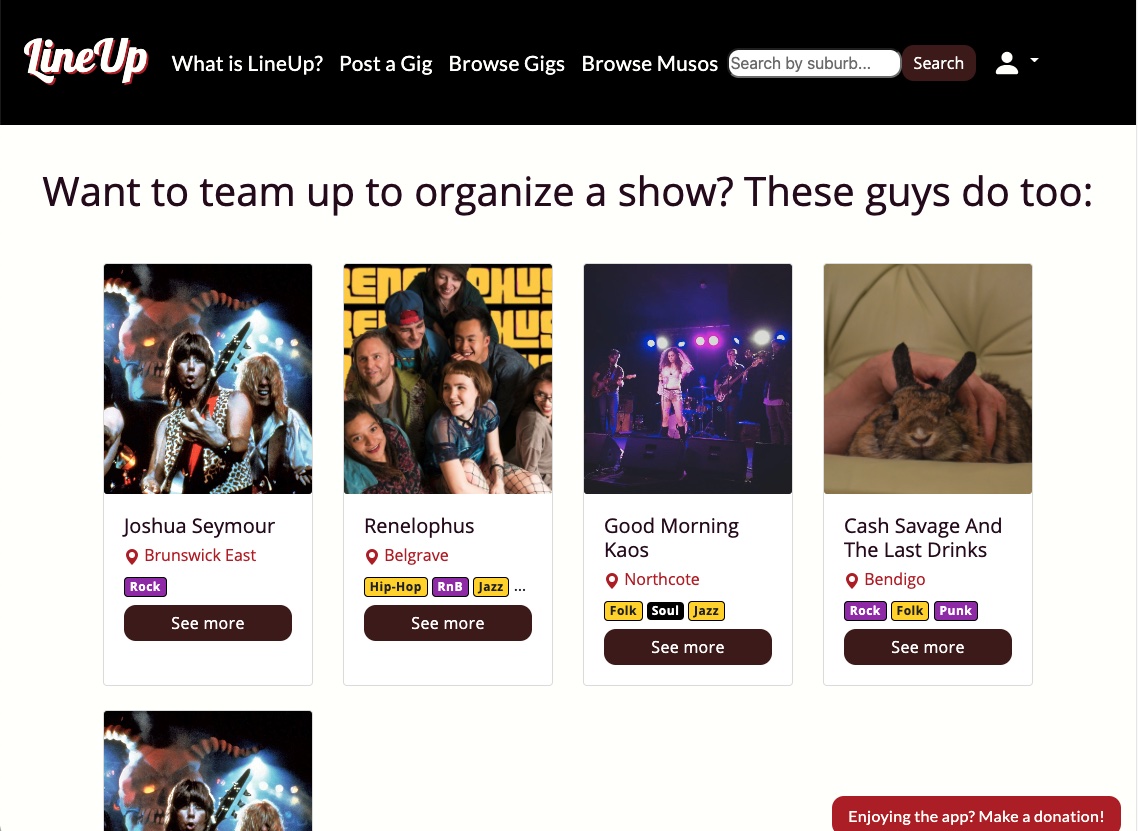 LineUp
What is LineUp? Post a Gig Browse Gigs Browse Musos Search by suburb... Search
Want to team up to organize a show? These guys do too:
Joshua Seymour
Brunswick East
Rock
See more
Renelophus
Belgrave
Hip-Hop RnB Jazz ...
See more
Good Morning
Kaos
Northcote
Folk Soul Jazz
See more
Cash Savage And
The Last Drinks
Bendigo
Rock Folk Punk
See more
Enjoying the app? Make a donation!